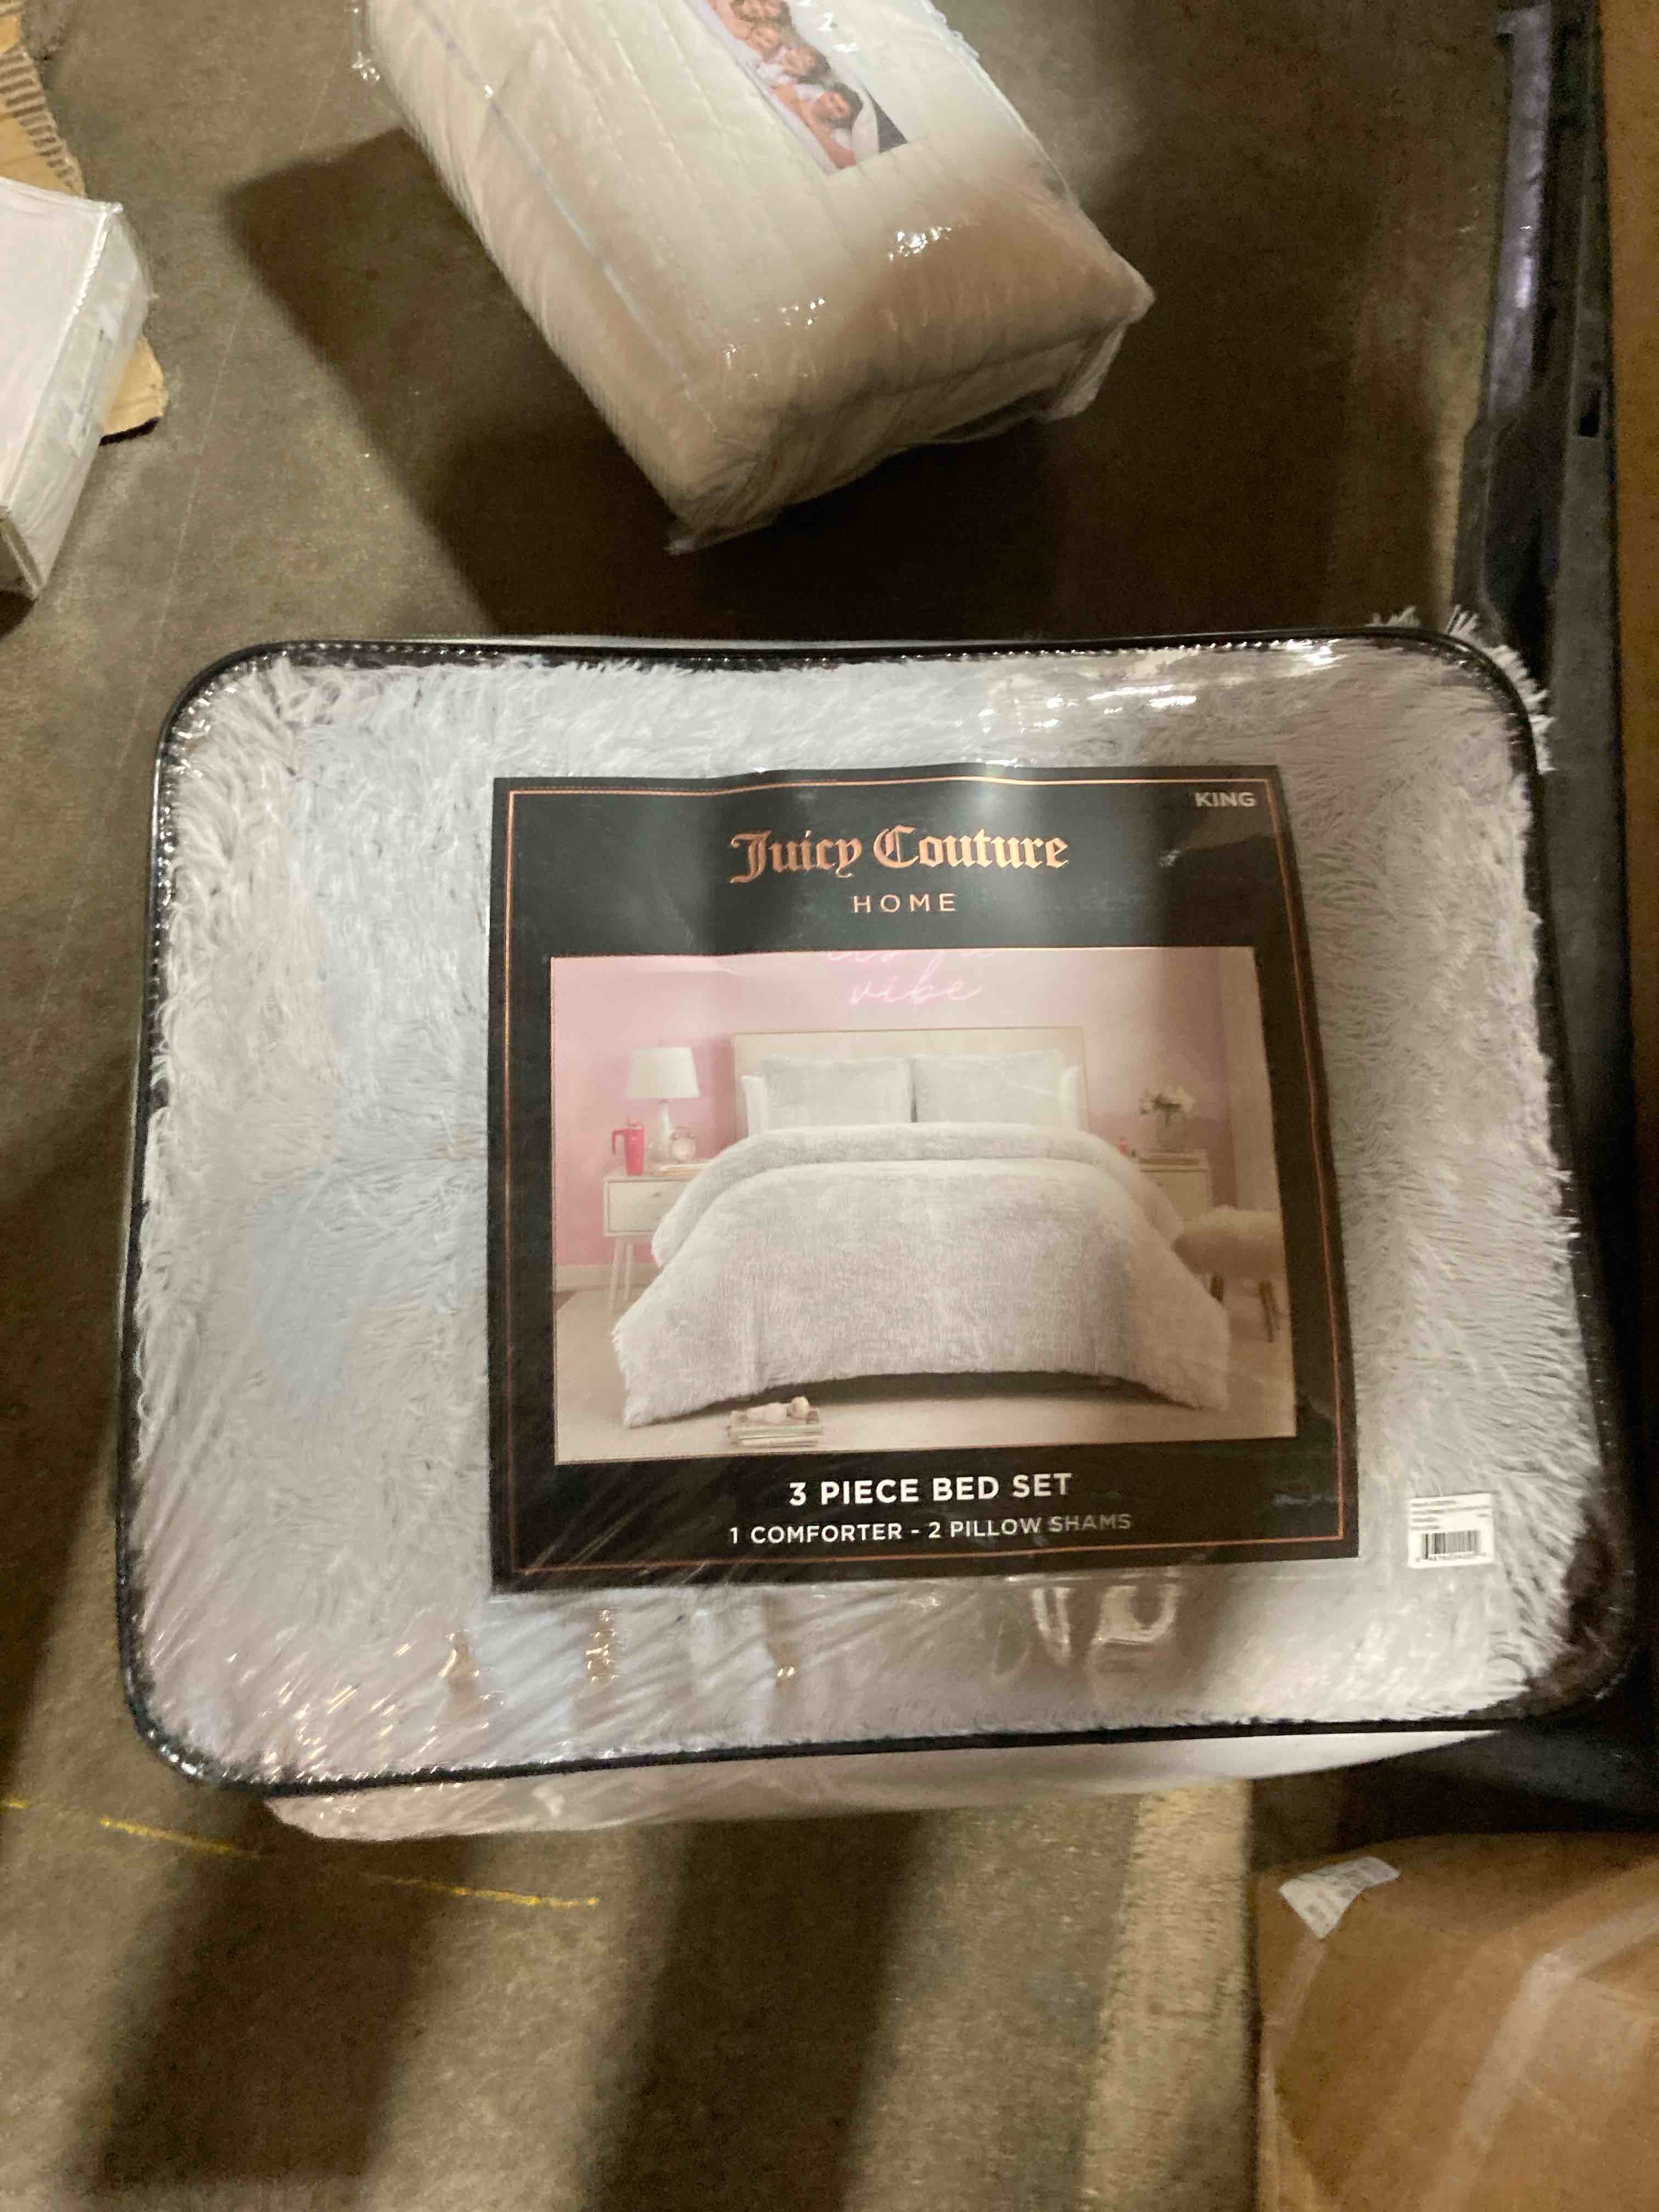 KING
Juicy Couture
HOME
vibe
3 PIECE BED SET
1 COMFORTER - 2 PILLOW SHAMS